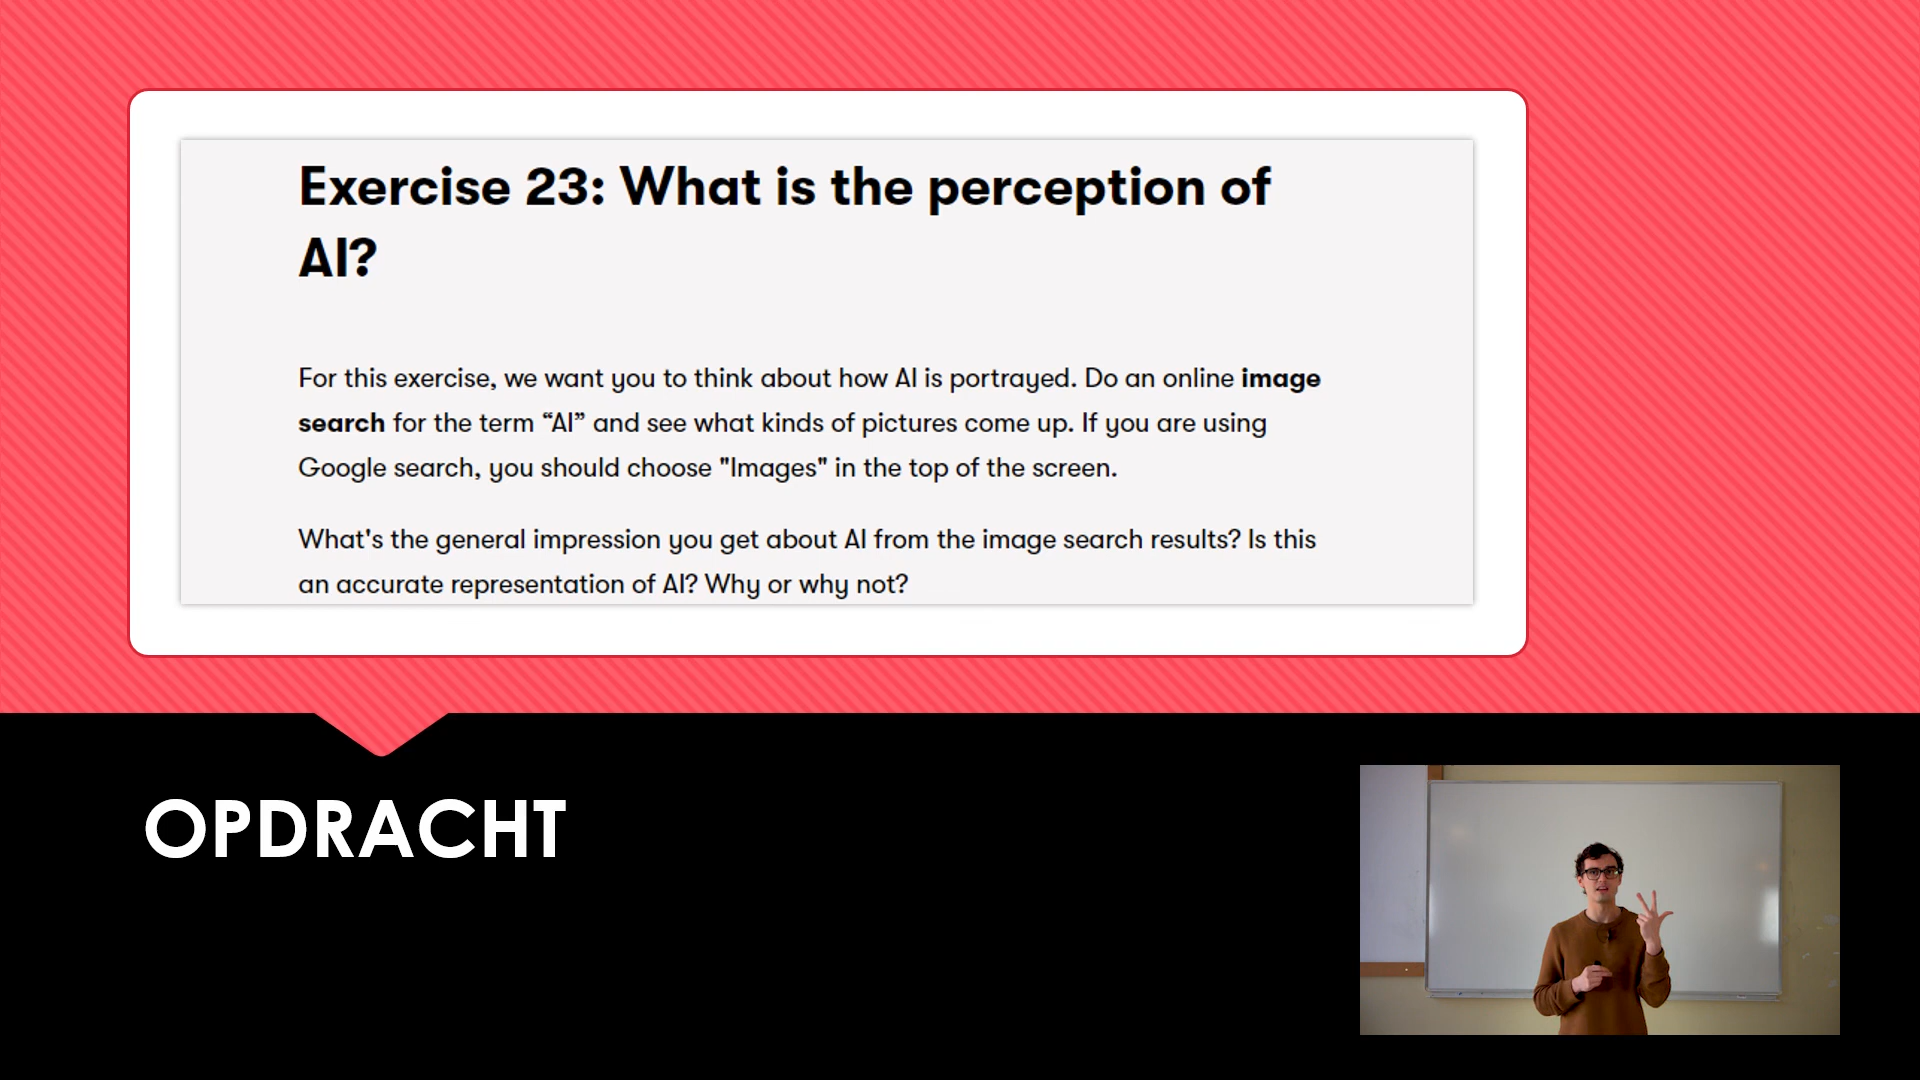 Exercise 23: What is the perception of
AI?
For this exercise, we want you to think about how AI is portrayed. Do an online image
search for the term “AI” and see what kinds of pictures come up. If you are using
Google search, you should choose "Images" in the top of the screen.
What's the general impression you get about AI from the image search results? Is this
an accurate representation of AI? Why or why not?
OPDRACHT